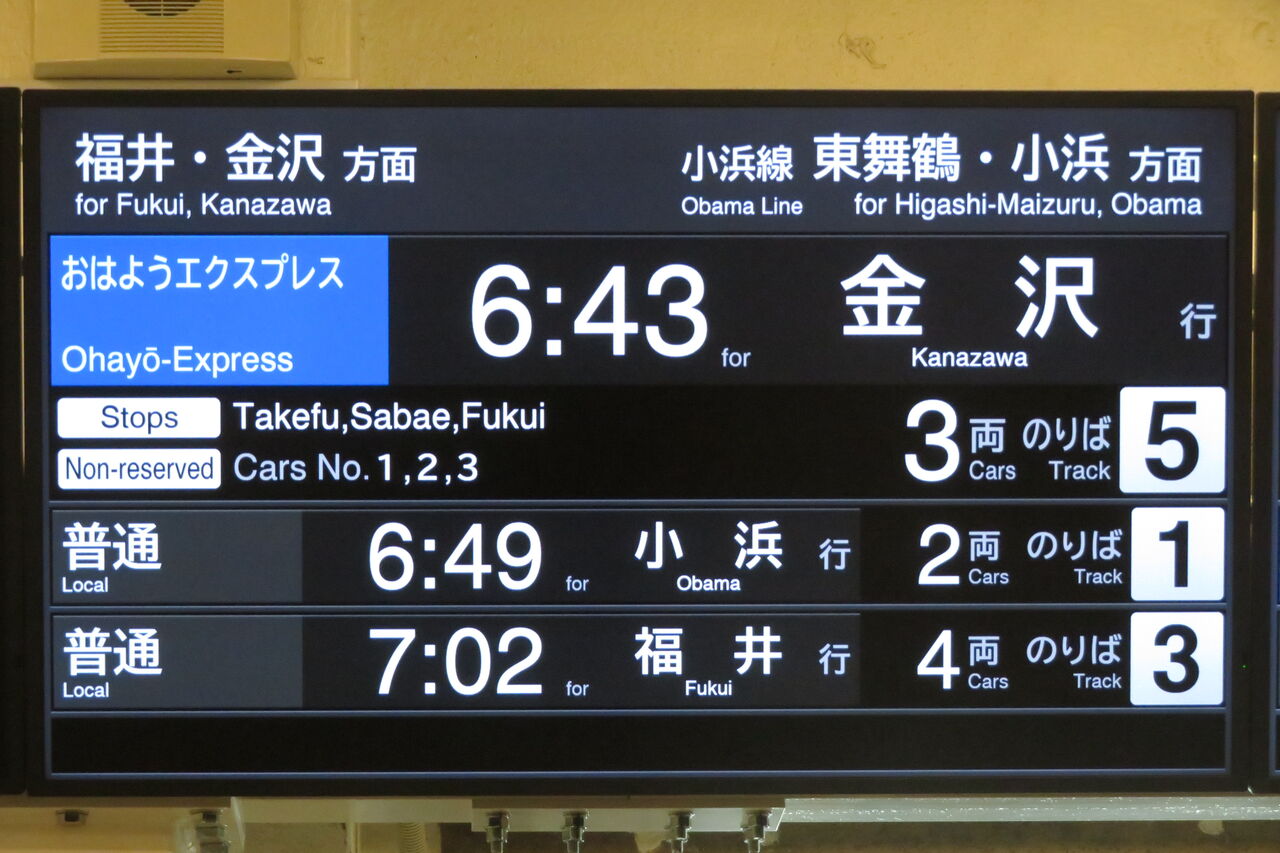 福井・金沢 方面
for Fukui, Kanazawa
小浜線 東舞鶴・小浜 方面
Obama Line for Higashi-Maizuru, Obama
おはようエクスプレス
Ohayō-Express
6:43 for
金沢 行
Kanazawa
Stops Takefu,Sabae,Fukui
Non-reserved Cars No.1,2,3
3両 のりば 5
Cars Track
普通 6:49 小浜 行 2両 のりば 1
Local for Obama Cars Track
普通 7:02 福井 行 4両 のりば 3
Local for Fukui Cars Track